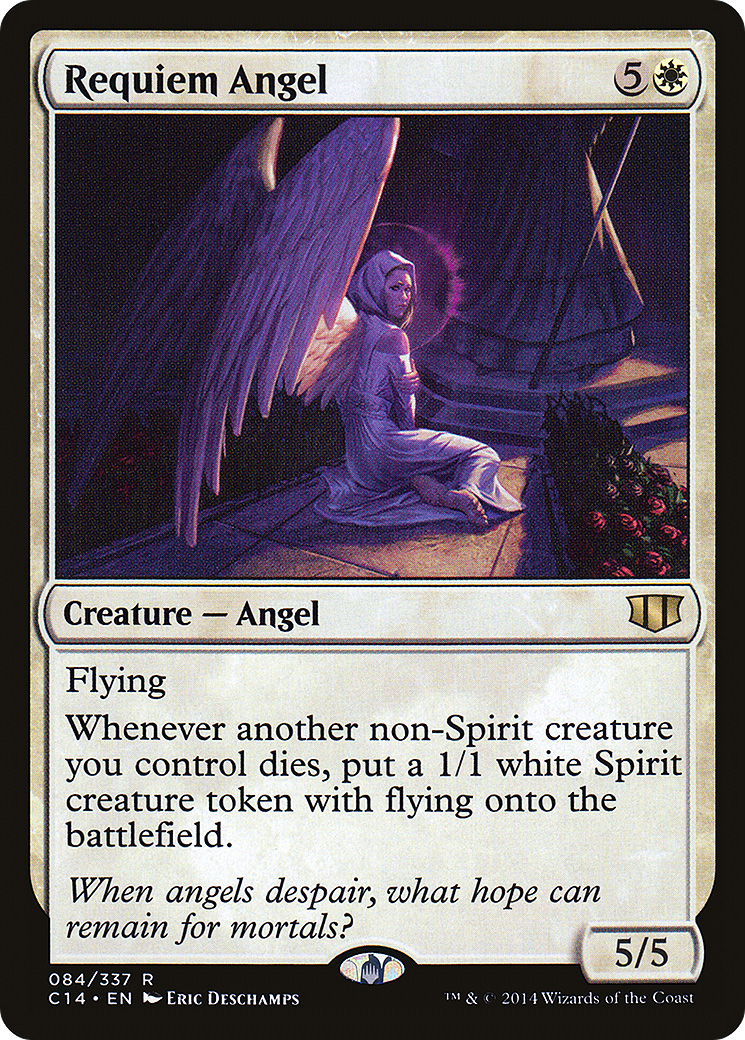 Requiem Angel 5
Creature — Angel
Flying
Whenever another non-Spirit creature
you control dies, put a 1/1 white Spirit
creature token with flying onto the
battlefield.
When angels despair, what hope can
remain for mortals?
5/5
084/337 R
C14 • EN Eric Deschamps
™ & © 2014 Wizards of the Coast